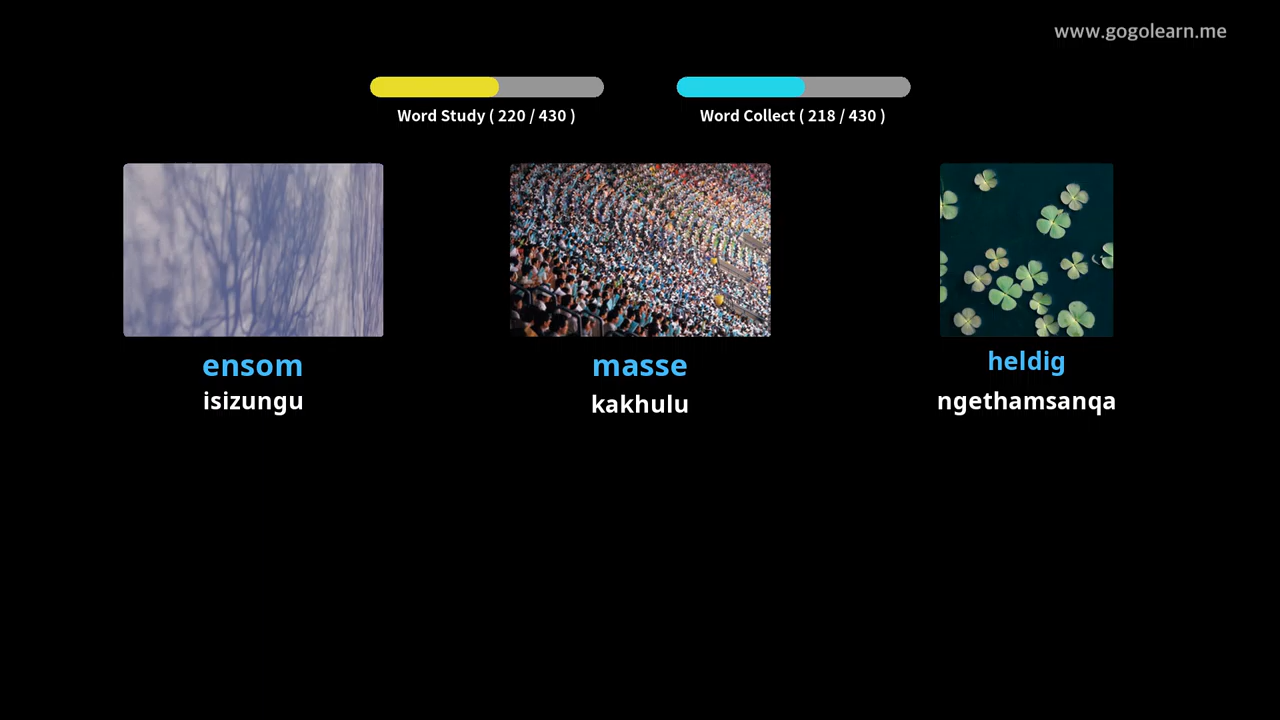 www.gogolearn.me
Word Study ( 220 / 430 )
Word Collect ( 218 / 430 )
ensom
isizungu
masse
kakhulu
heldig
ngethamsanqa